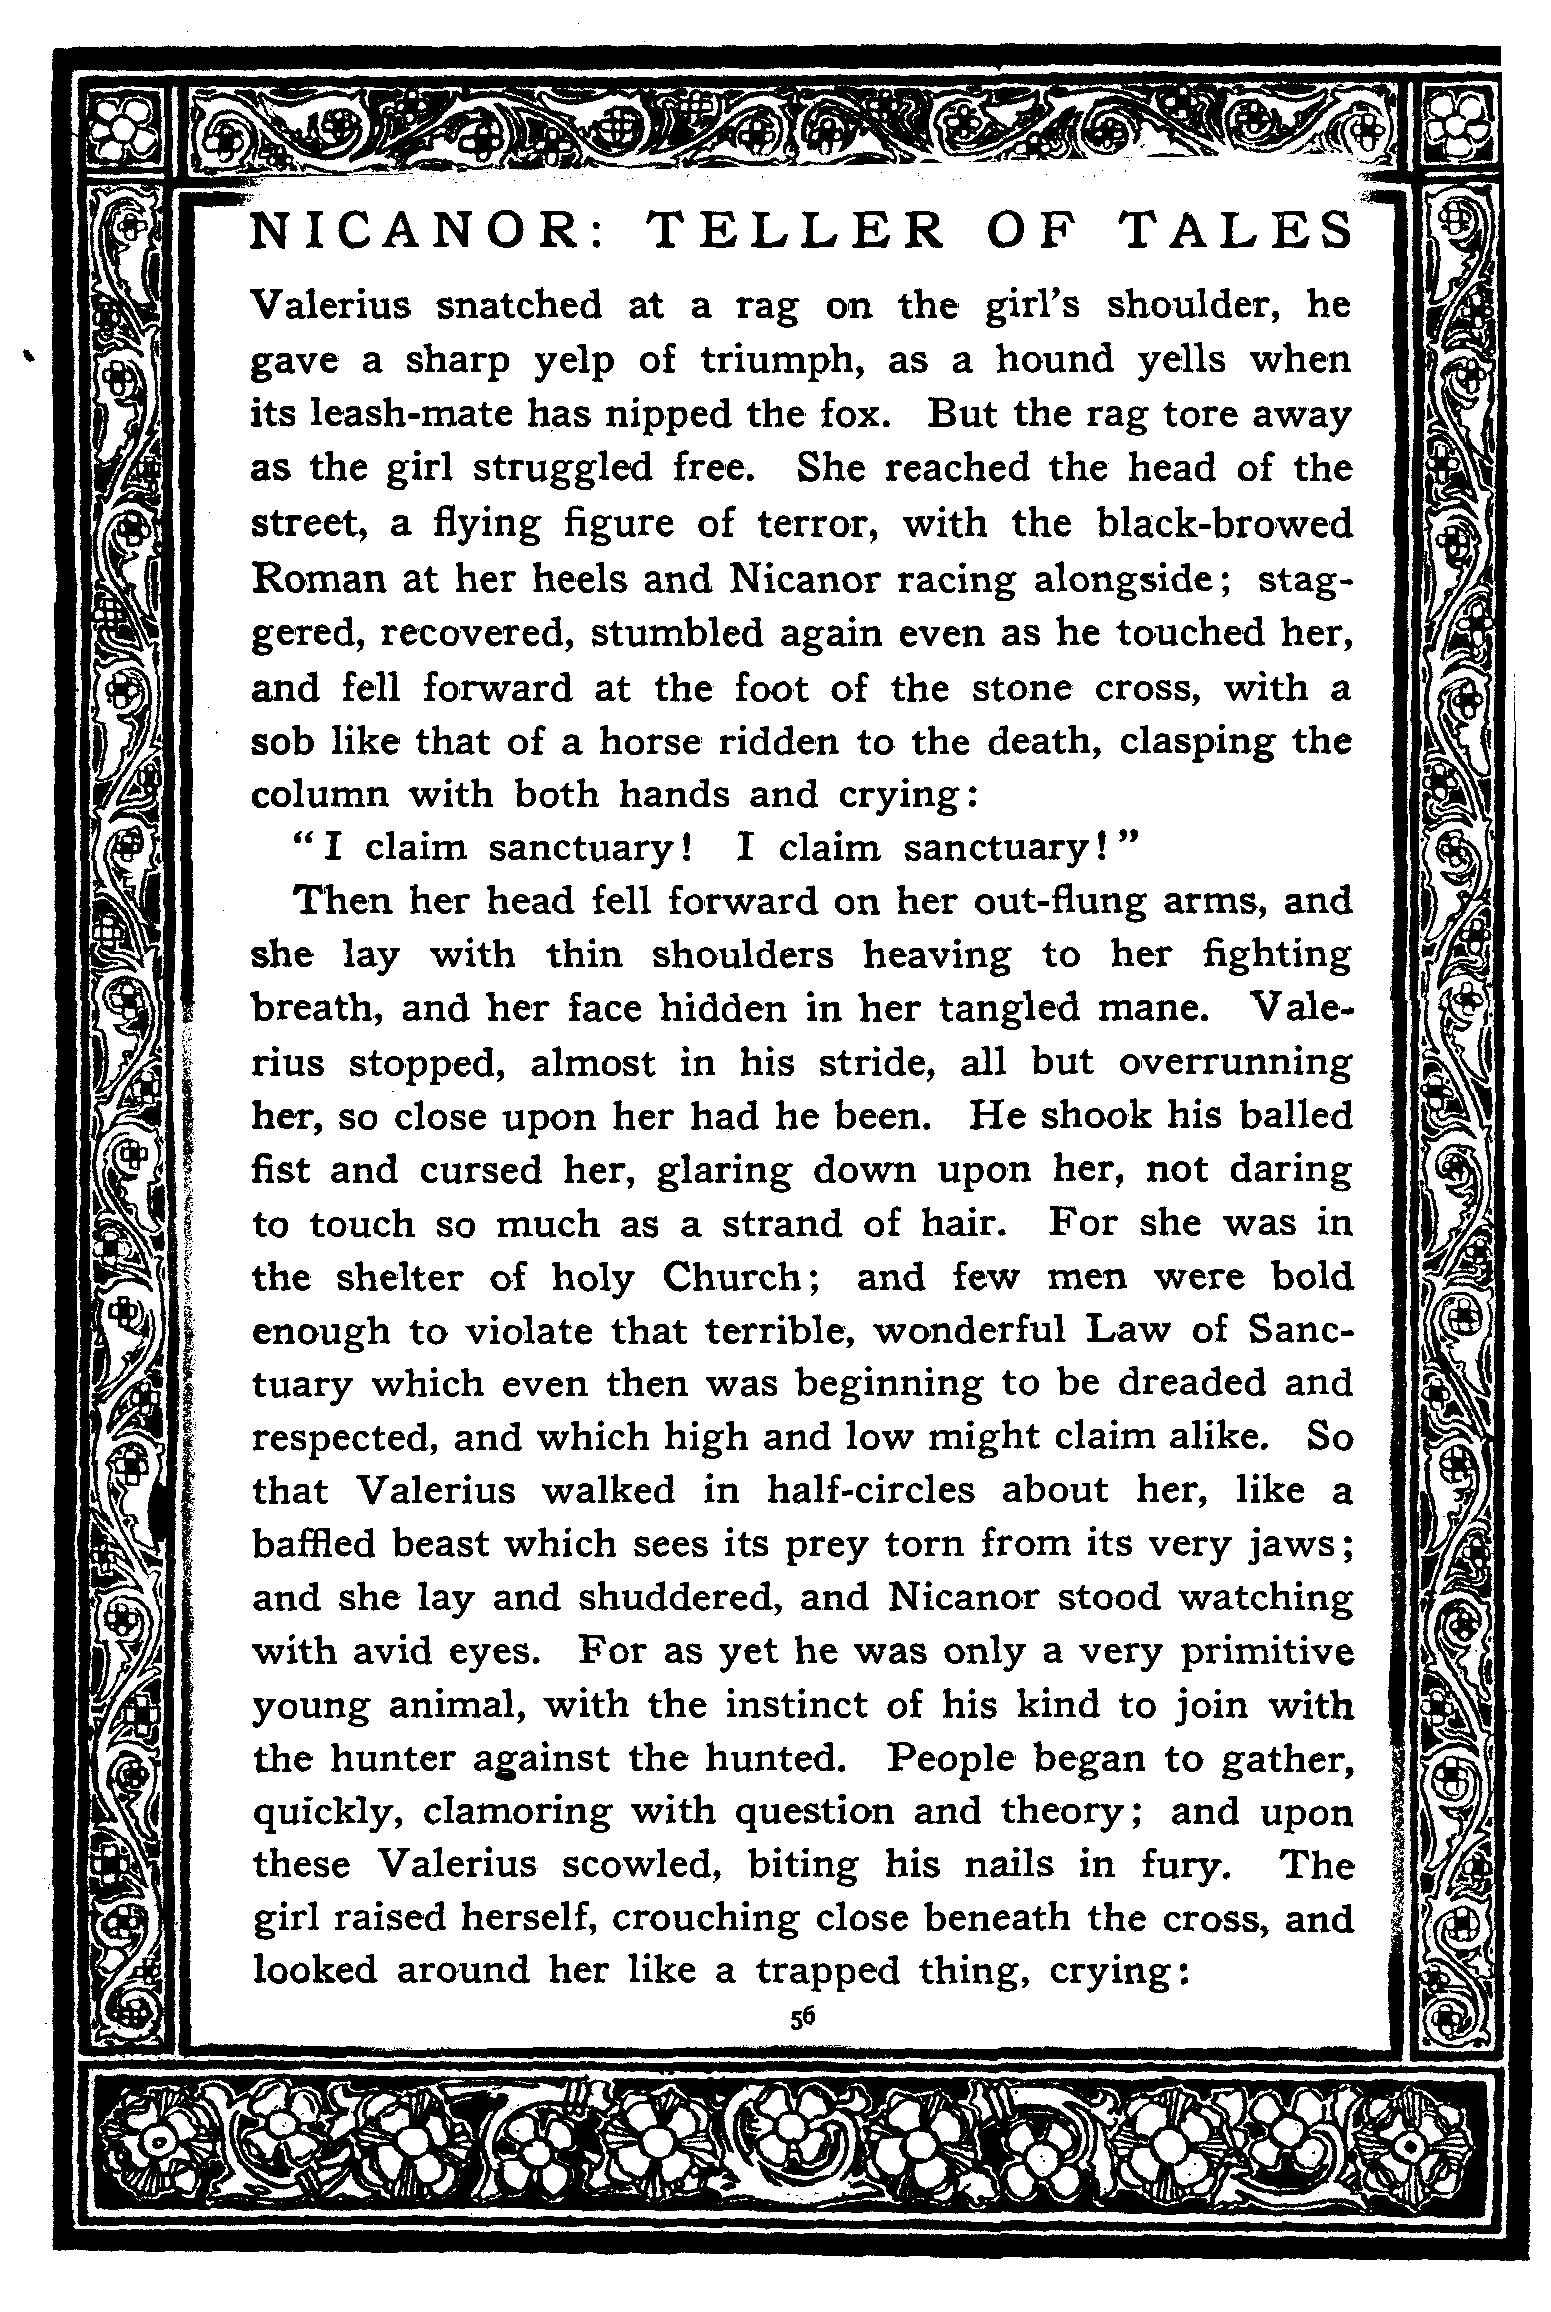 NICANOR: TELLER OF TALES
Valerius snatched at a rag on the girl's shoulder, he
gave a sharp yelp of triumph, as a hound yells when
its leash-mate has nipped the fox. But the rag tore away
as the girl struggled free. She reached the head of the
street, a flying figure of terror, with the black-browed
Roman at her heels and Nicanor racing alongside; stag-
gered, recovered, stumbled again even as he touched her,
and fell forward at the foot of the stone cross, with a
sob like that of a horse ridden to the death, clasping the
column with both hands and crying:
"I claim sanctuary! I claim sanctuary!"
Then her head fell forward on her out-flung arms, and
she lay with thin shoulders heaving to her fighting
breath, and her face hidden in her tangled mane. Vale-
rius stopped, almost in his stride, all but overrunning
her, so close upon her had he been. He shook his balled
fist and cursed her, glaring down upon her, not daring
to touch so much as a strand of hair. For she was in
the shelter of holy Church; and few men were bold
enough to violate that terrible, wonderful Law of Sanc-
tuary which even then was beginning to be dreaded and
respected, and which high and low might claim alike. So
that Valerius walked in half-circles about her, like a
baffled beast which sees its prey torn from its very jaws;
and she lay and shuddered, and Nicanor stood watching
with avid eyes. For as yet he was only a very primitive
young animal, with the instinct of his kind to join with
the hunter against the hunted. People began to gather,
quickly, clamoring with question and theory; and upon
these Valerius scowled, biting his nails in fury. The
girl raised herself, crouching close beneath the cross, and
looked around her like a trapped thing, crying:
56